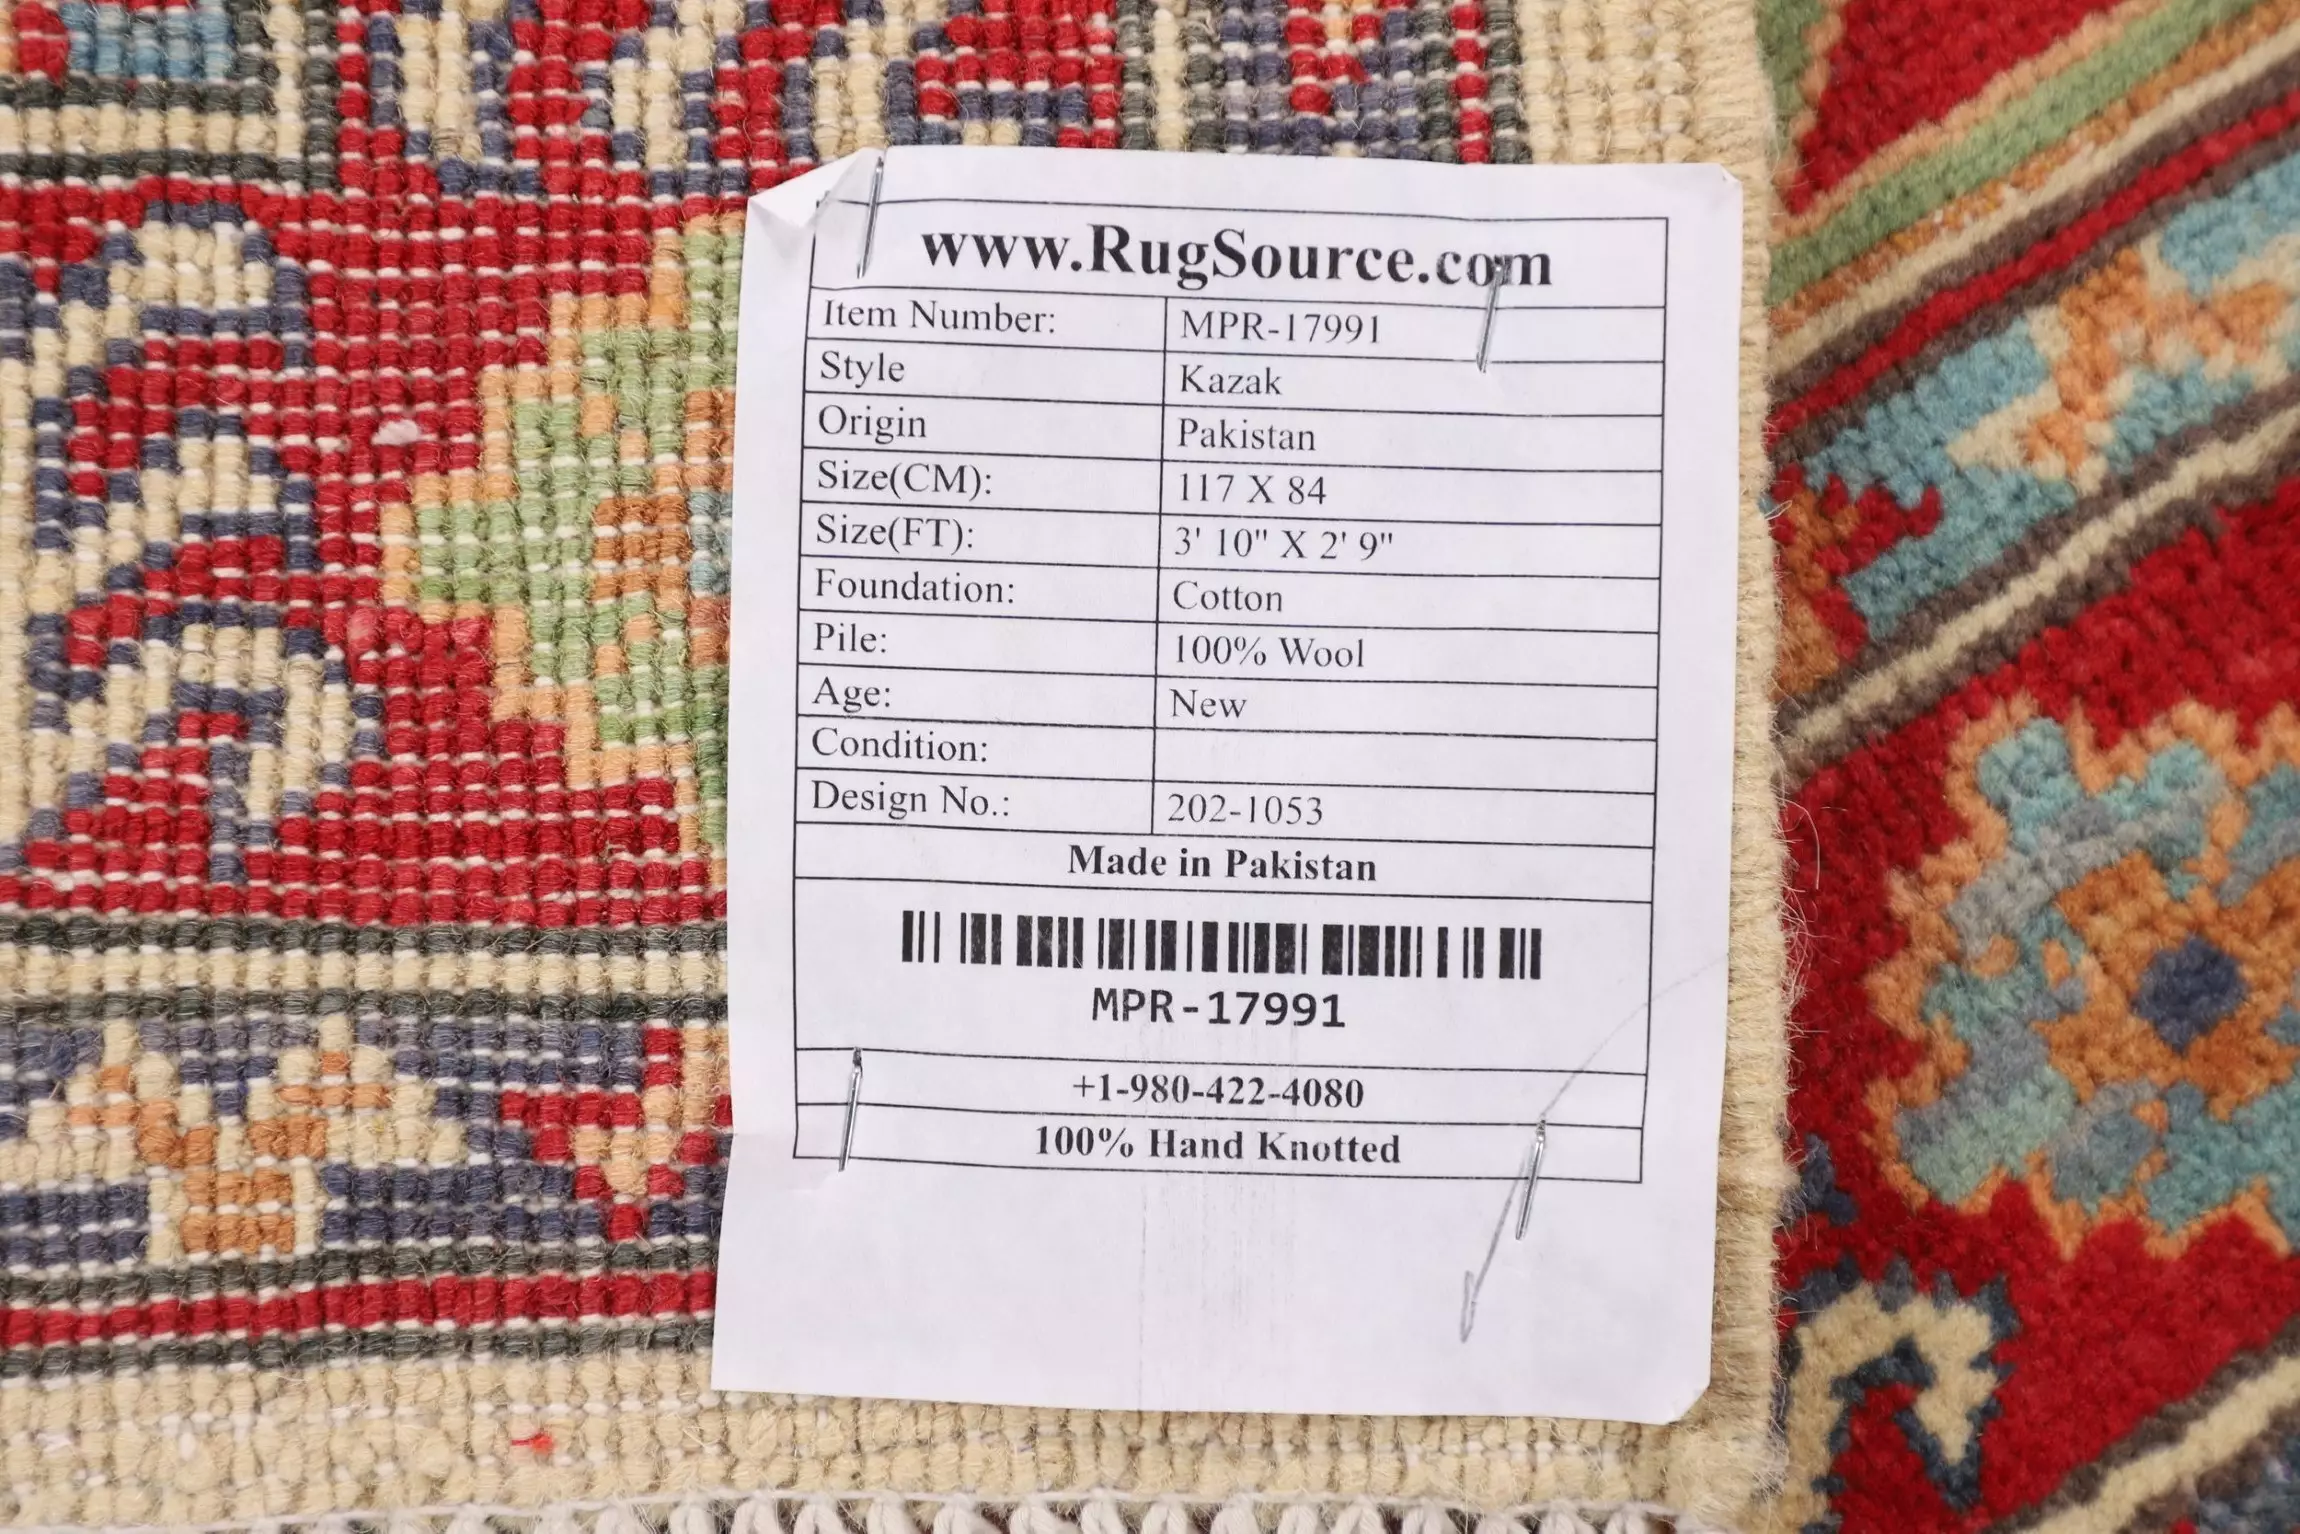 www.RugSource.com
Item Number: MPR-17991
Style Kazak
Origin Pakistan
Size(CM): 117 X 84
Size(FT): 3' 10" X 2' 9"
Foundation: Cotton
Pile: 100% Wool
Age: New
Condition:
Design No.: 202-1053
Made in Pakistan
MPR-17991
+1-980-422-4080
100% Hand Knotted